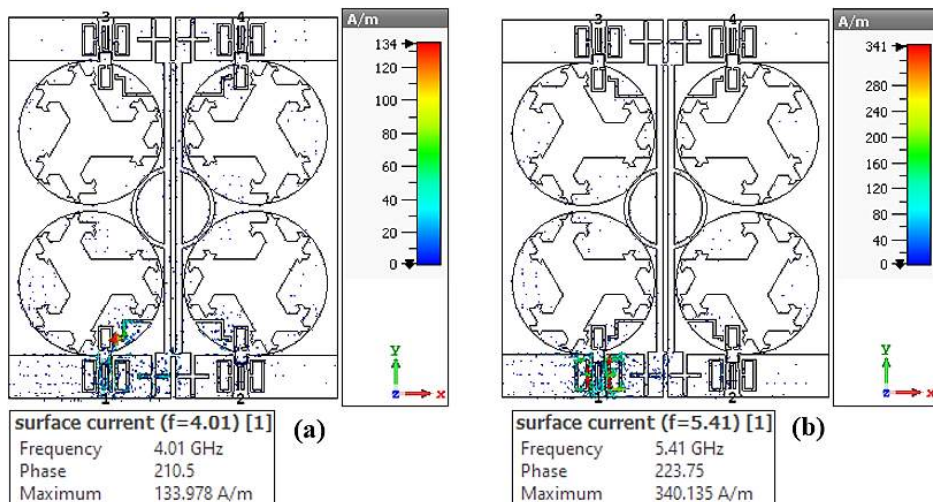 3 4
A/m
134
120
100
80
60
40
20
0
1 2
y
z x
surface current (f=4.01) [1]
Frequency 4.01 GHz
Phase 210.5
Maximum 133.978 A/m
(a)
3 4
A/m
341
280
240
200
160
120
80
40
0
1 2
y
z x
surface current (f=5.41) [1]
Frequency 5.41 GHz
Phase 223.75
Maximum 340.135 A/m
(b)